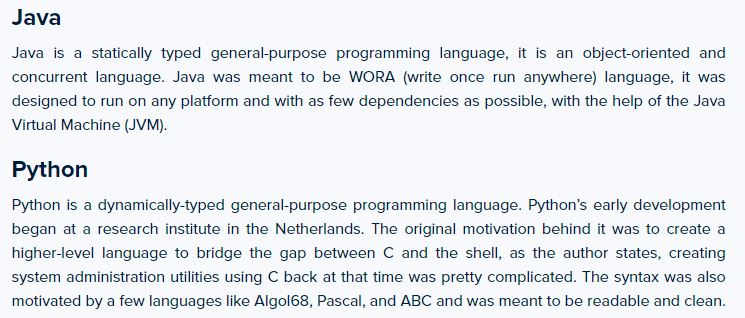 Java
Java is a statically typed general-purpose programming language, it is an object-oriented and
concurrent language. Java was meant to be WORA (write once run anywhere) language, it was
designed to run on any platform and with as few dependencies as possible, with the help of the Java
Virtual Machine (JVM).
Python
Python is a dynamically-typed general-purpose programming language. Python’s early development
began at a research institute in the Netherlands. The original motivation behind it was to create a
higher-level language to bridge the gap between C and the shell, as the author states, creating
system administration utilities using C back at that time was pretty complicated. The syntax was also
motivated by a few languages like Algol68, Pascal, and ABC and was meant to be readable and clean.